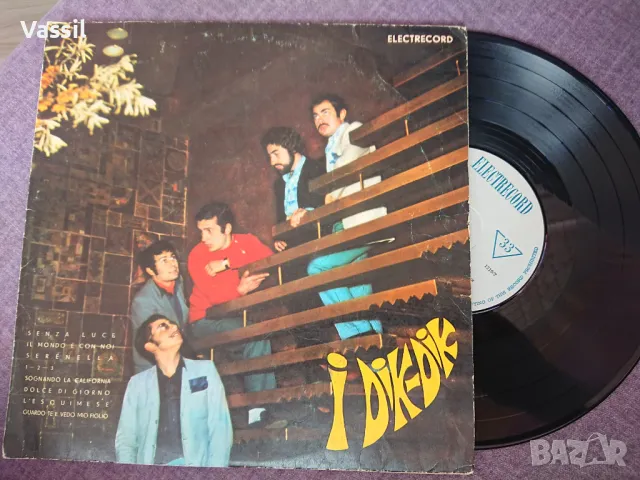 Vassil
ELECTRECORD
SENZA LUCE
IL MONDO E CON NOI
SERENELLA
1-2-3
SOGNANDO LA CALIFORNIA
DOLCE DI GIORNO
L'ESQUIMESE
GUARDO TE E VEDO MIO FIGLIO
I DIK-DIK
ELECTRECORD
33
BAZAR